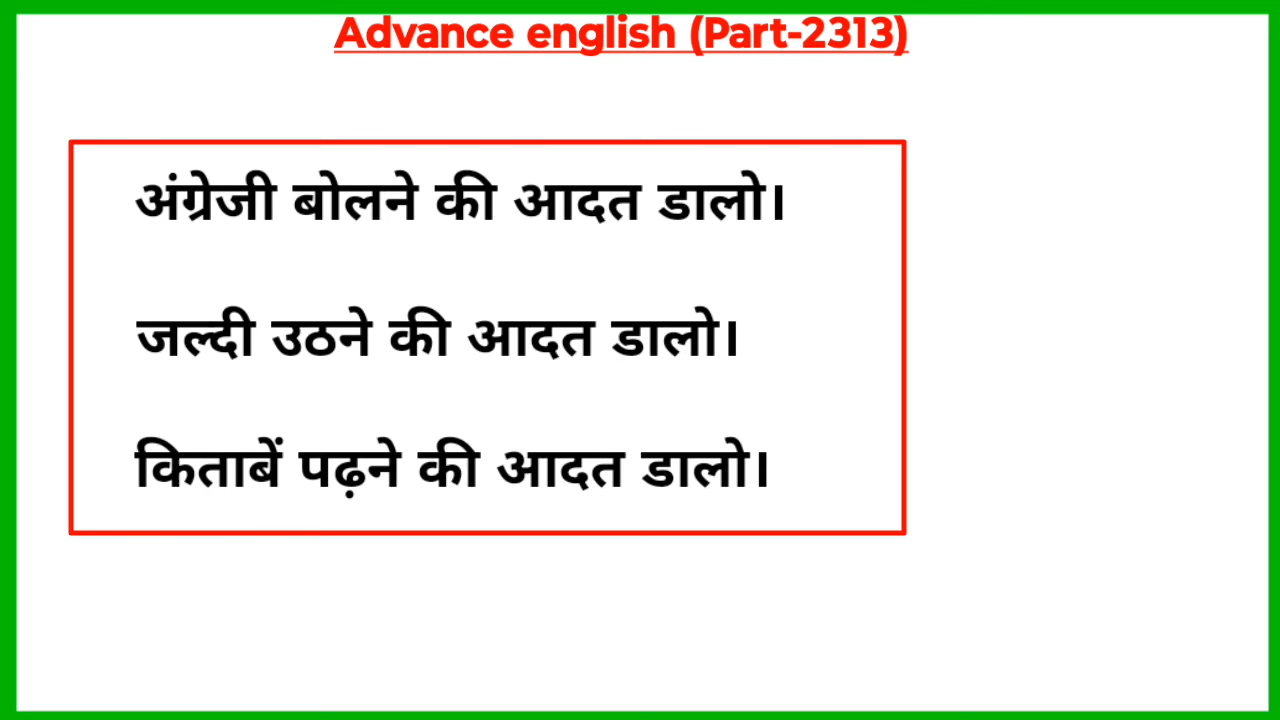 Advance english (Part-2313)
अंग्रेजी बोलने की आदत डालो।
जल्दी उठने की आदत डालो।
किताबें पढ़ने की आदत डालो।